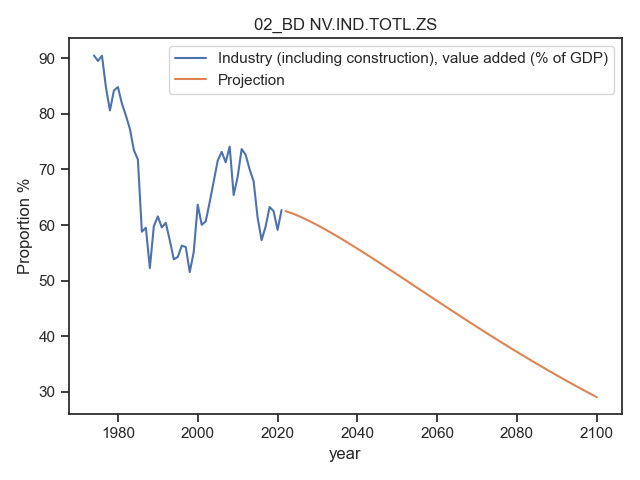 02_BD NV.IND.TOTL.ZS
Industry (including construction), value added (% of GDP)
Projection
Proportion %
90
80
70
60
50
40
30
1980
2000
2020
2040
2060
2080
2100
year